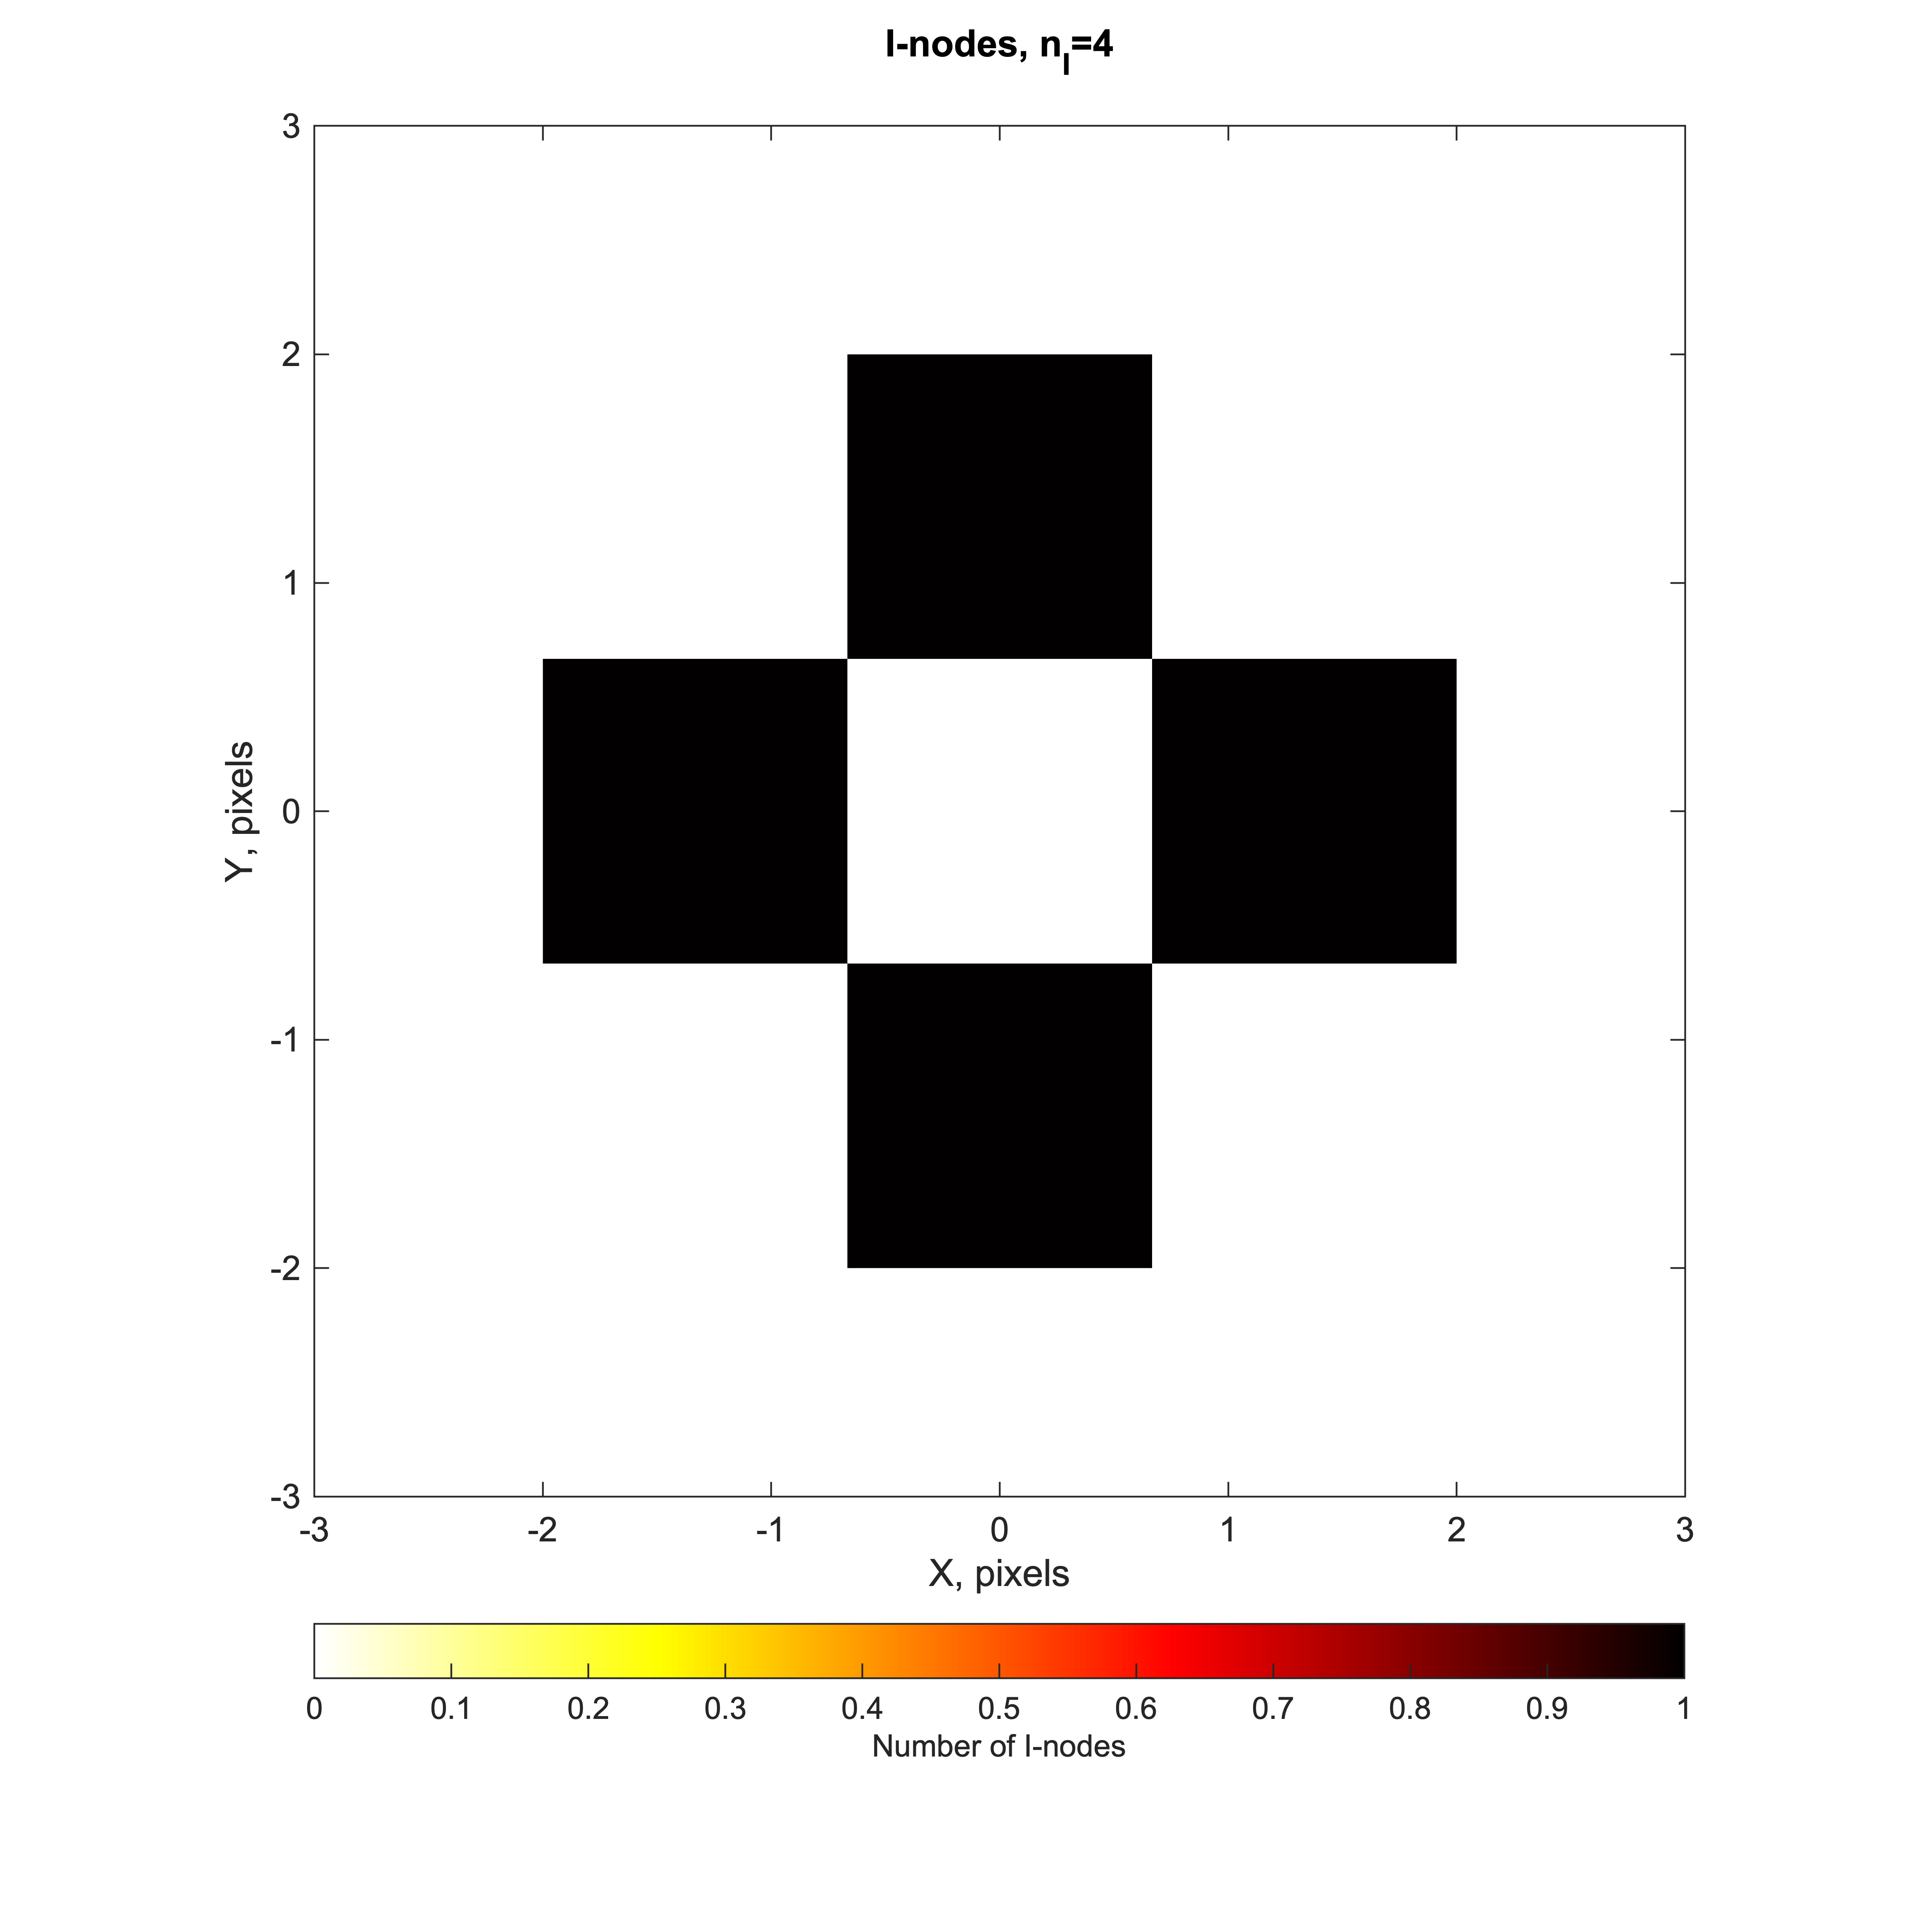 I-nodes, n_I=4
3
2
1
0
-1
-2
-3
Y, pixels
-3 -2 -1 0 1 2 3
X, pixels
0 0.1 0.2 0.3 0.4 0.5 0.6 0.7 0.8 0.9 1
Number of I-nodes